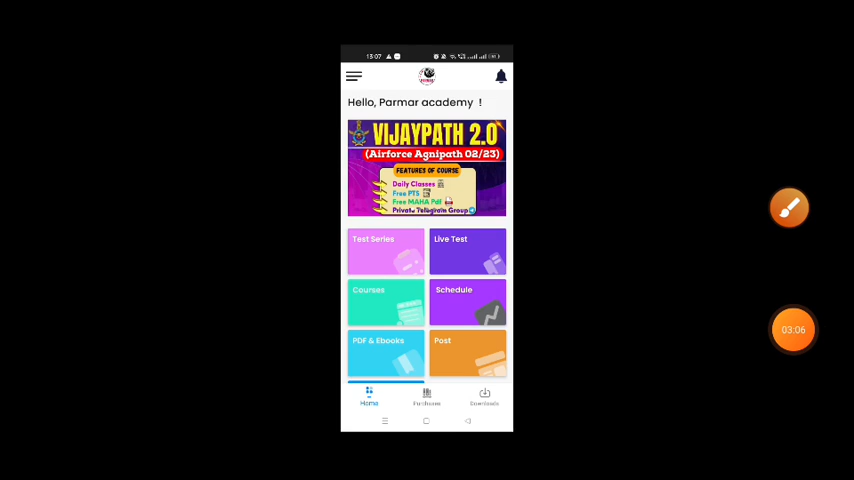 13:07
Hello, Parmar academy !
VIJAYPATH 2.0
(Airforce Agnipath 02/23)
FEATURES OF COURSE
Daily Classes
Free PTS
Free MAHA Pdf
Private Telegram Group
Test Series
Live Test
Courses
Schedule
PDF & Ebooks
Post
Home
Purchases
Downloads
03:06